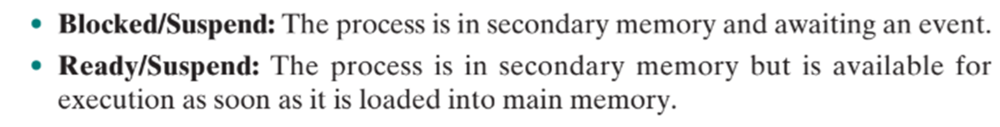 • Blocked/Suspend: The process is in secondary memory and awaiting an event.
• Ready/Suspend: The process is in secondary memory but is available for
execution as soon as it is loaded into main memory.